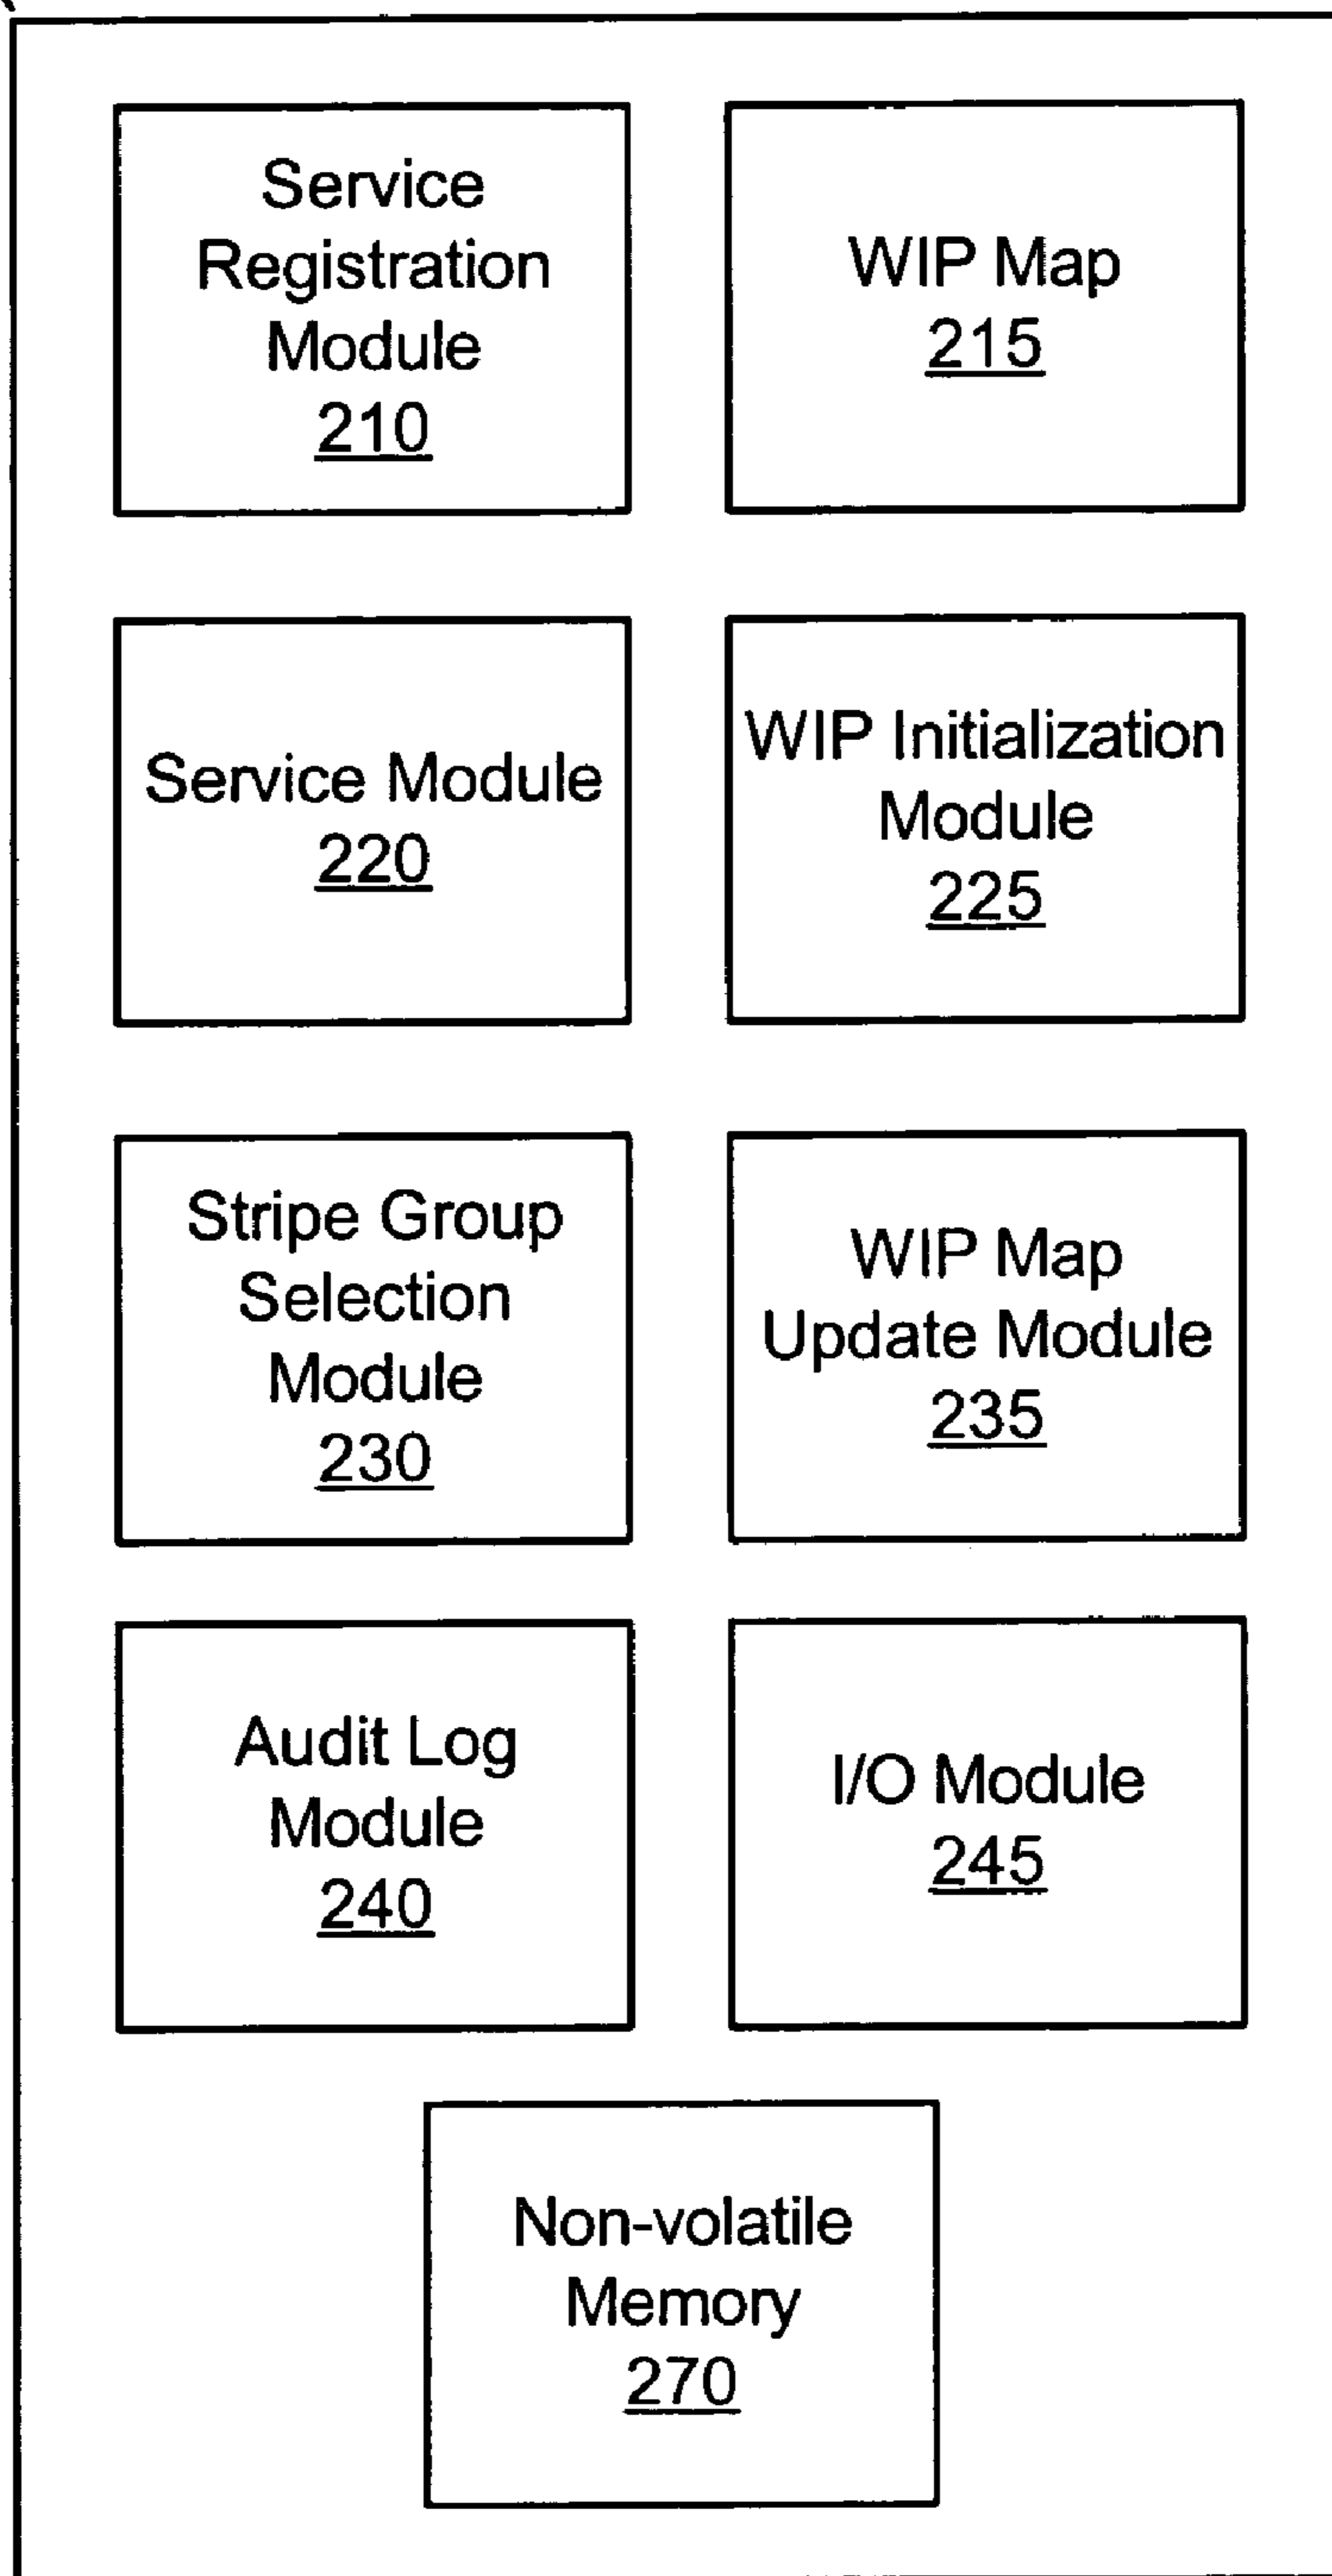 Service
Registration
Module
210
WIP Map
215
Service Module
220
WIP Initialization
Module
225
Stripe Group
Selection
Module
230
WIP Map
Update Module
235
Audit Log
Module
240
I/O Module
245
Non-volatile
Memory
270